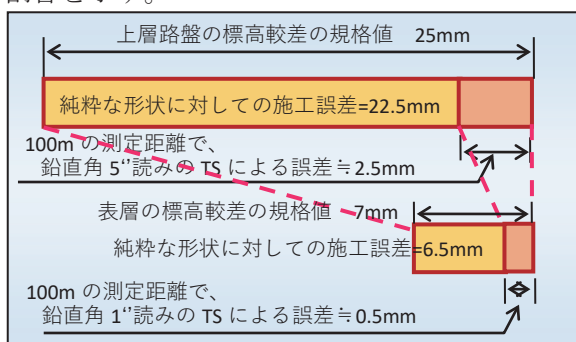 上層路盤の標高較差の規格値　25mm
純粋な形状に対しての施工誤差=22.5mm
100m の測定距離で、
鉛直角 5‘’読みの TS による誤差≒2.5mm
表層の標高較差の規格値　7mm
純粋な形状に対しての施工誤差=6.5mm
100m の測定距離で、
鉛直角 1‘’読みの TS による誤差≒0.5mm